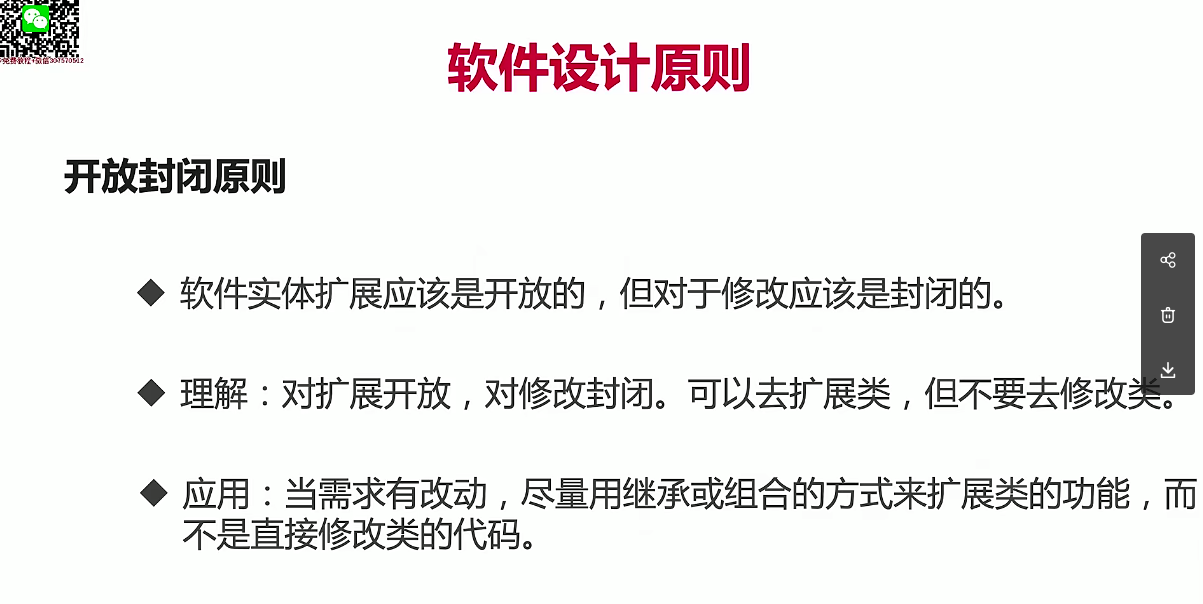 软件设计原则
开放封闭原则
软件实体扩展应该是开放的，但对于修改应该是封闭的。
理解：对扩展开放，对修改封闭。可以去扩展类，但不要去修改类。
应用：当需求有改动，尽量用继承或组合的方式来扩展类的功能，而
不是直接修改类的代码。